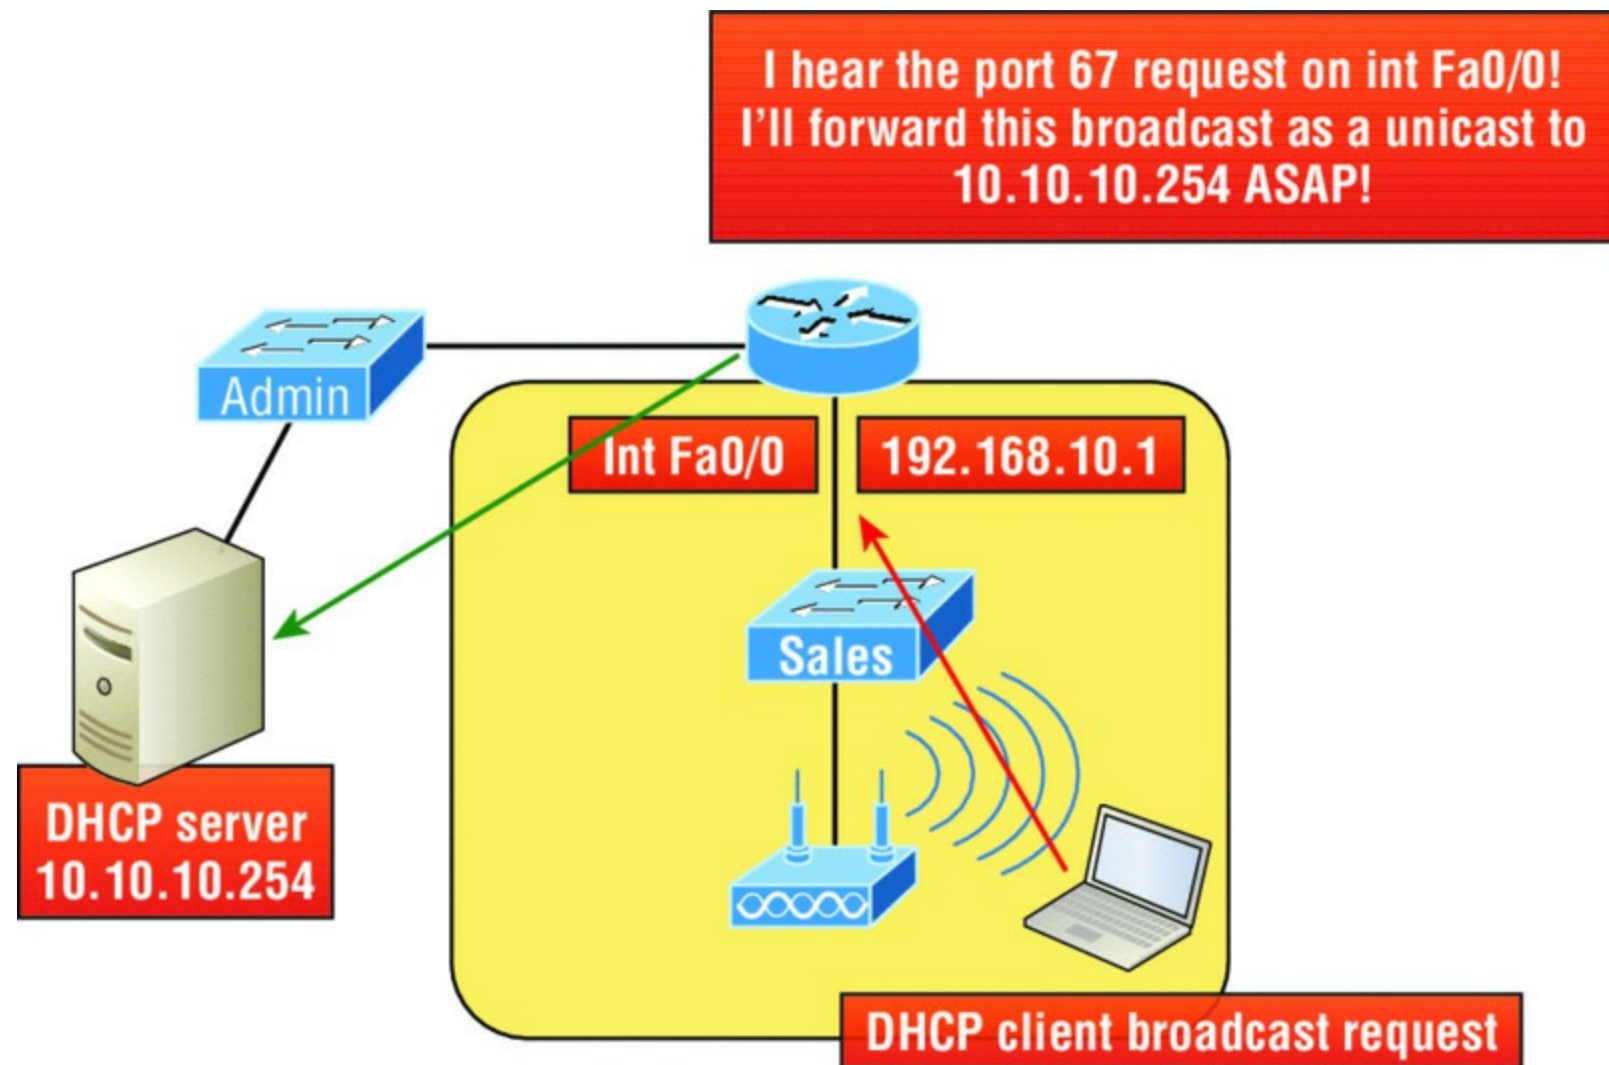 I hear the port 67 request on int Fa0/0!
I'll forward this broadcast as a unicast to
10.10.10.254 ASAP!
Admin
Int Fa0/0
192.168.10.1
Sales
DHCP server
10.10.10.254
DHCP client broadcast request